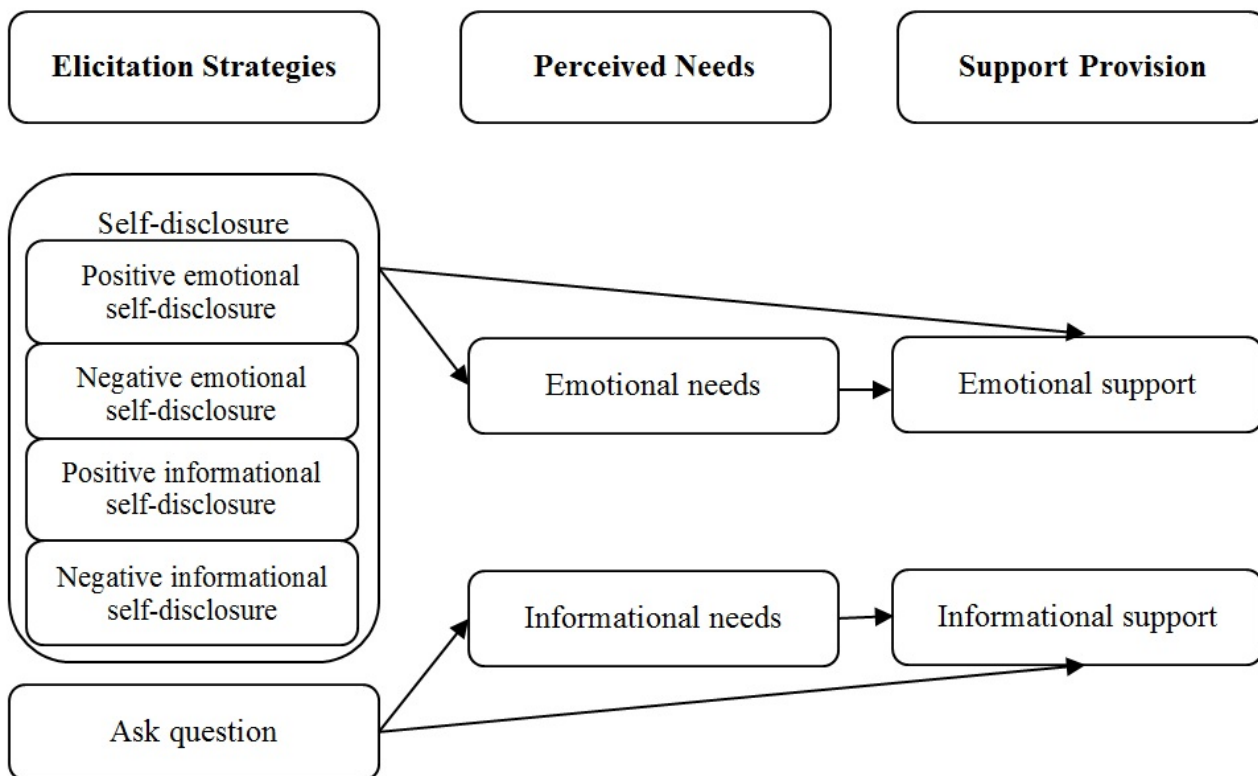 Elicitation Strategies
Perceived Needs
Support Provision
Self-disclosure
Positive emotional
self-disclosure
Negative emotional
self-disclosure
Positive informational
self-disclosure
Negative informational
self-disclosure
Ask question
Emotional needs
Informational needs
Emotional support
Informational support